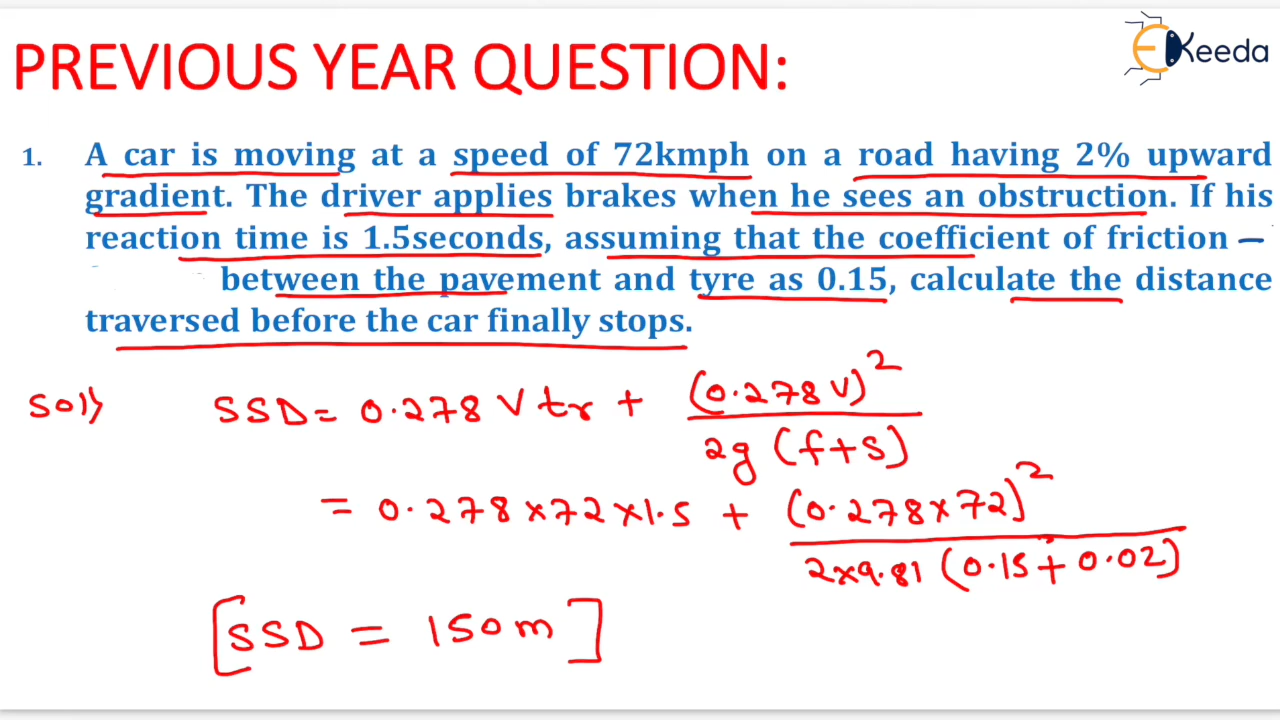 Keeda
PREVIOUS YEAR QUESTION:
1. A car is moving at a speed of 72kmph on a road having 2% upward
gradient. The driver applies brakes when he sees an obstruction. If his
reaction time is 1.5seconds, assuming that the coefficient of friction –
between the pavement and tyre as 0.15, calculate the distance
traversed before the car finally stops.
Sol)) SSD = 0.278 V tr + (0.278 V)² / 2g (f+S)
= 0.278×72×1.5 + (0.278×72)² / 2×9.81 (0.15+0.02)
[SSD = 150m]